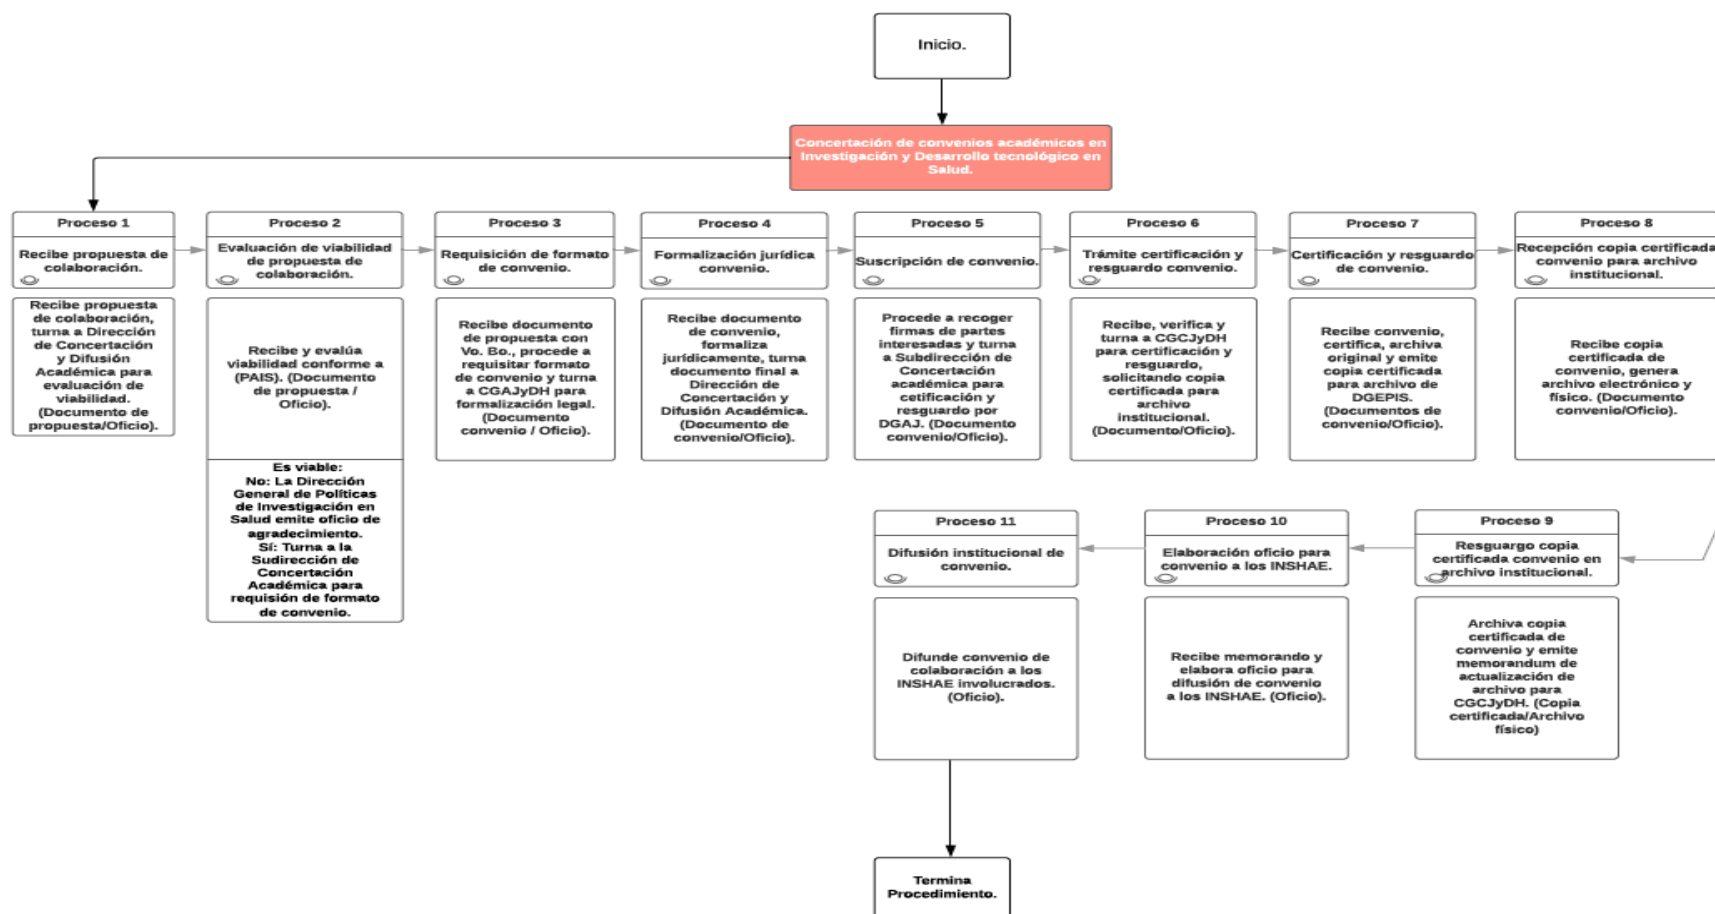 Inicio.
Concertación de convenios académicos en
Investigación y Desarrollo tecnológico en
Salud.
Proceso 1
Recibe propuesta de
colaboración.
Recibe propuesta
de colaboración,
turna a Dirección
de Concertación
y Difusión
Académica para
evaluación de
viabilidad.
(Documento de
propuesta/Oficio).
Proceso 2
Evaluación de viabilidad
de propuesta de
colaboración.
Recibe y evalúa
viabilidad conforme a
(PAIS). (Documento
de propuesta /
Oficio).
Es viable:
No: La Dirección
General de Políticas
de Investigación en
Salud emite oficio de
agradecimiento.
Sí: Turna a la
Sudirección de
Concertación
Académica para
requisión de formato
de convenio.
Proceso 3
Requisición de formato
de convenio.
Recibe documento
de propuesta con
Vo. Bo., procede a
requisitar formato
de convenio y turna
a CGAJyDH para
formalización legal.
(Documento
convenio / Oficio).
Proceso 4
Formalización jurídica
convenio.
Recibe documento
de convenio,
formaliza
jurídicamente, turna
documento final a
Dirección de
Concertación y
Difusión Académica.
(Documento de
convenio/Oficio).
Proceso 5
Suscripción de convenio.
Procede a recoger
firmas de partes
interesadas y turna
a Subdirección de
Concertación
académica para
cetificación y
resguardo por
DGAJ. (Documento
convenio/Oficio).
Proceso 6
Trámite certificación y
resguardo convenio.
Recibe, verifica y
turna a CGCJyDH
para certificación y
resguardo,
solicitando copia
certificada para
archivo
institucional.
(Documento/Oficio).
Proceso 7
Certificación y resguardo
de convenio.
Recibe convenio,
certifica, archiva
original y emite
copia certificada
para archivo de
DGEPIS.
(Documentos de
convenio/Oficio).
Proceso 8
Recepción copia certificada
convenio para archivo
institucional.
Recibe copia
certificada de
convenio, genera
archivo electrónico y
físico. (Documento
convenio/Oficio).
Proceso 9
Resguargo copia
certificada convenio en
archivo institucional.
Archiva copia
certificada de
convenio y emite
memorandum de
actualización de
archivo para
CGCJyDH. (Copia
certificada/Archivo
físico)
Proceso 10
Elaboración oficio para
convenio a los INSHAE.
Recibe memorando y
elabora oficio para
difusión de convenio
a los INSHAE. (Oficio).
Proceso 11
Difusión institucional de
convenio.
Difunde convenio de
colaboración a los
INSHAE involucrados.
(Oficio).
Termina
Procedimiento.